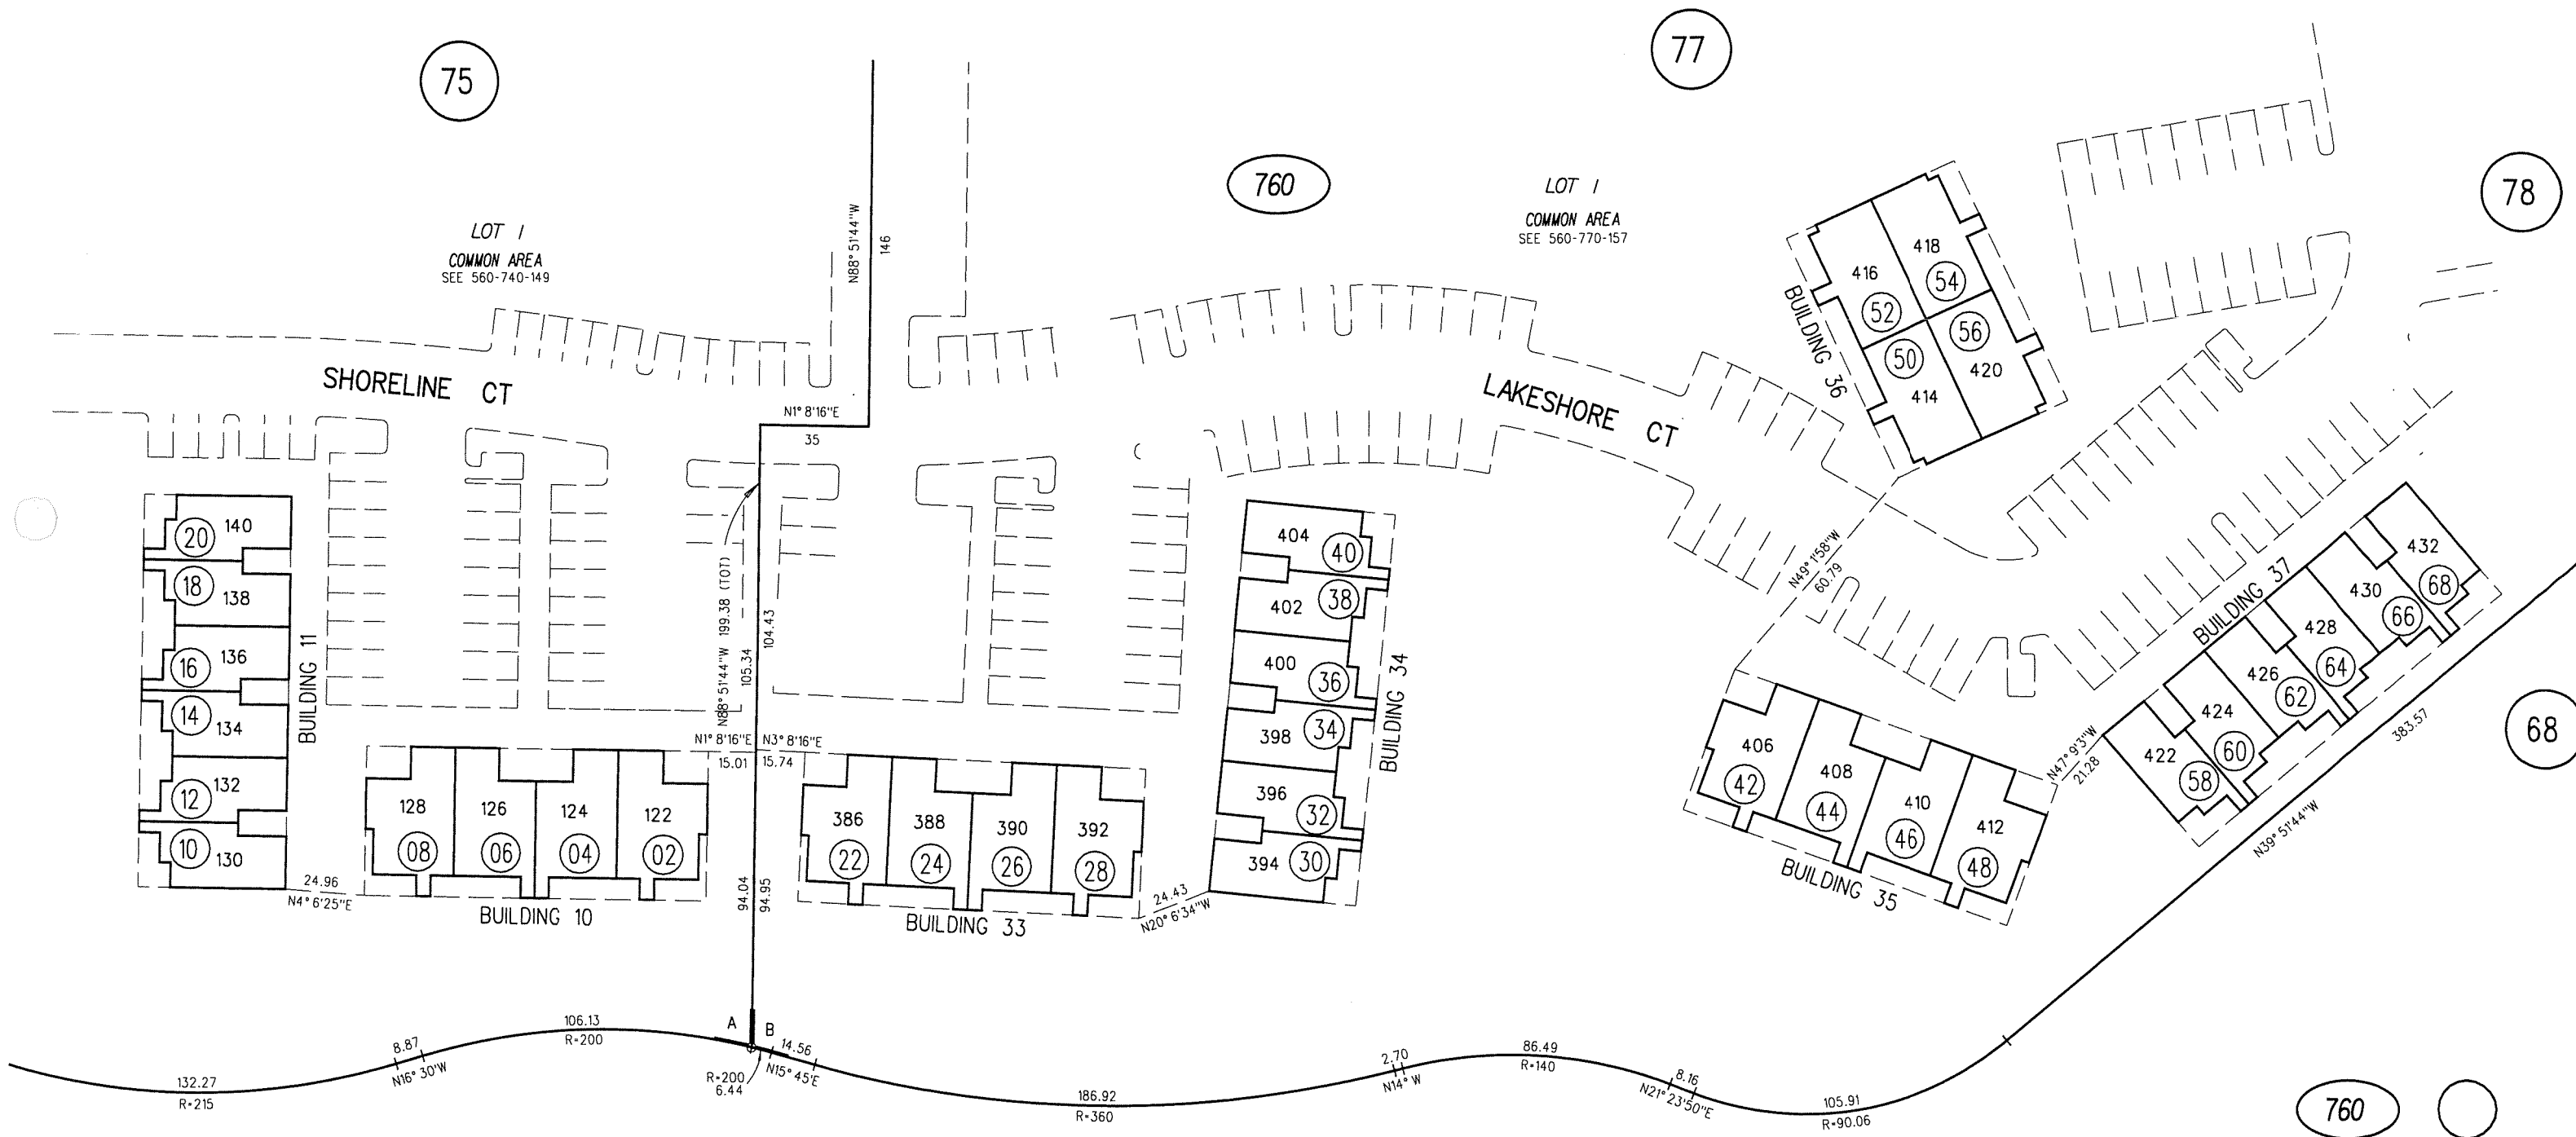 75
77
760
78
LOT 1
COMMON AREA
SEE 560-740-149
N88° 51'44"W
146
LOT 1
COMMON AREA
SEE 560-770-157
SHORELINE CT
N1° 8'16"E
35
LAKESHORE CT
BUILDING 36
416
52
418
54
50
414
56
420
140
20
18
138
136
16
14
134
132
12
10
130
BUILDING 11
24.96
N4° 6'25"E
N88° 51'44"W 199.38 (TOT)
105.34
104.43
N1° 8'16"E
15.01
N3° 8'16"E
15.74
128
08
126
06
124
04
122
02
BUILDING 10
94.04
94.95
386
22
388
24
390
26
392
28
BUILDING 33
24.43
N20° 6'34"W
404
40
402
38
400
36
398
34
396
32
394
30
BUILDING 34
N49° 1'58"W
60.79
406
42
408
44
410
46
412
48
BUILDING 35
N47° 9'3"W
21.28
BUILDING 37
422
58
424
60
426
62
428
64
430
66
432
68
383.57
N39° 51'44"W
68
132.27
R=215
8.87
N16° 30'W
106.13
R=200
A
B
R=200
6.44
14.56
N15° 45'E
186.92
R=360
2.70
N14° W
86.49
R=140
8.16
N21° 23'50"E
105.91
R=90.06
760